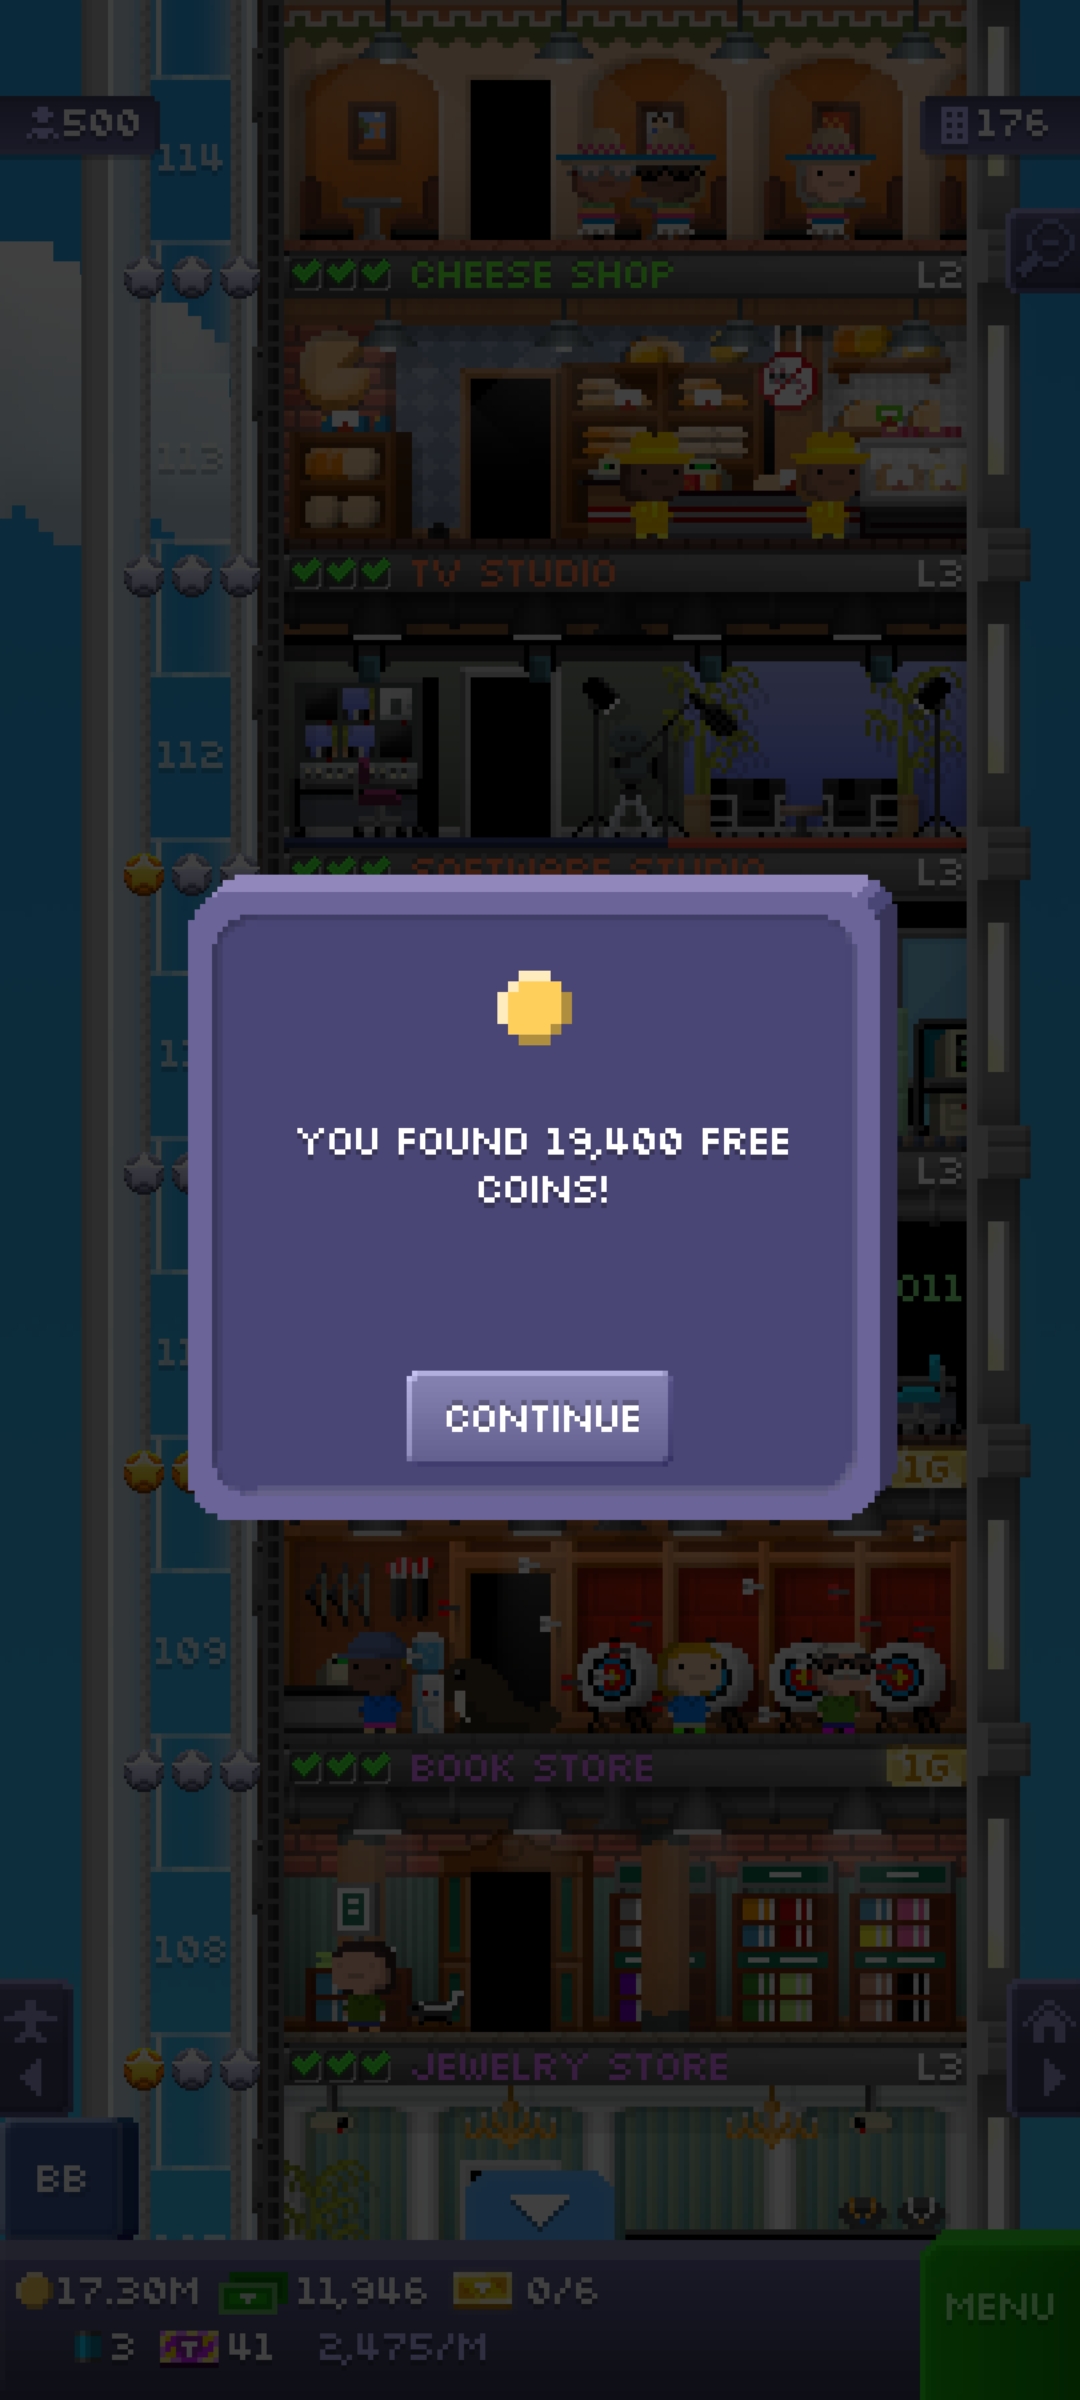 500
176
114
CHEESE SHOP
L2
113
TV STUDIO
L3
112
SOFTWARE STUDIO
L3
YOU FOUND 19,400 FREE
COINS!
L3
011
CONTINUE
1G
109
BOOK STORE
1G
108
JEWELRY STORE
L3
BB
17.30M
11,946
0/6
3
41
2,475/M
MENU